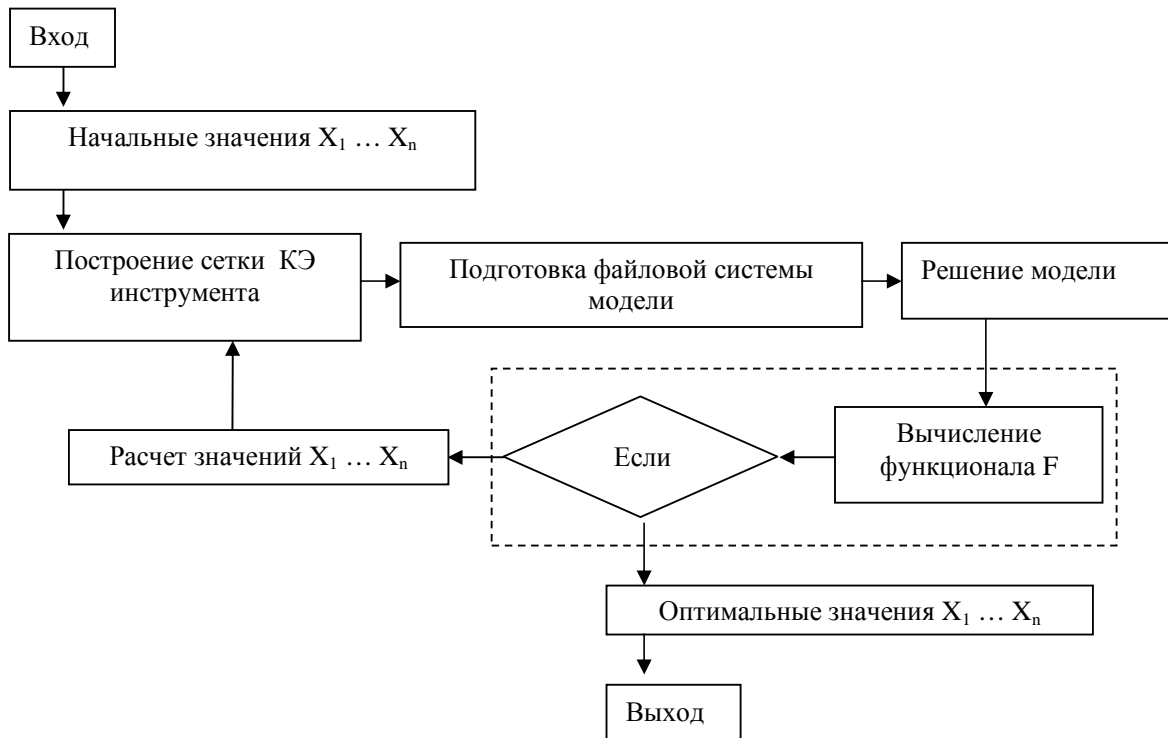 Вход
Начальные значения X₁ … Xₙ
Построение сетки КЭ
инструмента
Подготовка файловой системы
модели
Решение модели
Вычисление
функционала F
Если
Расчет значений X₁ … Xₙ
Оптимальные значения X₁ … Xₙ
Выход